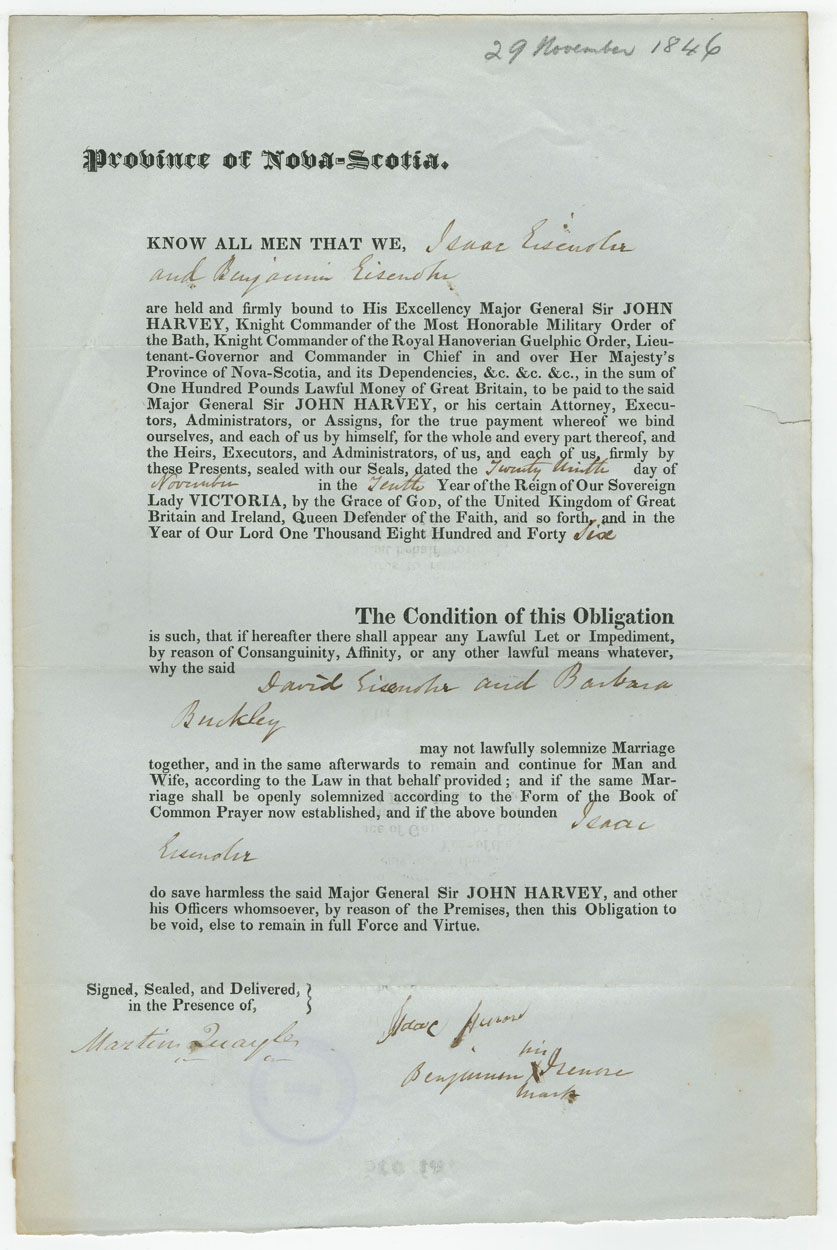 29 November 1846
Province of Nova-Scotia.
KNOW ALL MEN THAT WE, Isaac Eisenohr
and Benjamin Eisenohr
are held and firmly bound to His Excellency Major General Sir JOHN
HARVEY, Knight Commander of the Most Honorable Military Order of
the Bath, Knight Commander of the Royal Hanoverian Guelphic Order, Lieu-
tenant-Governor and Commander in Chief in and over Her Majesty's
Province of Nova-Scotia, and its Dependencies, &c. &c. &c., in the sum of
One Hundred Pounds Lawful Money of Great Britain, to be paid to the said
Major General Sir JOHN HARVEY, or his certain Attorney, Execu-
tors, Administrators, or Assigns, for the true payment whereof we bind
ourselves, and each of us by himself, for the whole and every part thereof, and
the Heirs, Executors, and Administrators, of us, and each of us, firmly by
these Presents, sealed with our Seals, dated the Twenty Ninth day of
November in the Tenth Year of the Reign of Our Sovereign
Lady VICTORIA, by the Grace of GOD, of the United Kingdom of Great
Britain and Ireland, Queen Defender of the Faith, and so forth, and in the
Year of Our Lord One Thousand Eight Hundred and Forty Six
The Condition of this Obligation
is such, that if hereafter there shall appear any Lawful Let or Impediment,
by reason of Consanguinity, Affinity, or any other lawful means whatever,
why the said
David Eisenohr and Barbara
Buckley
may not lawfully solemnize Marriage
together, and in the same afterwards to remain and continue for Man and
Wife, according to the Law in that behalf provided; and if the same Mar-
riage shall be openly solemnized according to the Form of the Book of
Common Prayer now established, and if the above bounden Isaac
Eisenohr
do save harmless the said Major General Sir JOHN HARVEY, and other
his Officers whomsoever, by reason of the Premises, then this Obligation to
be void, else to remain in full Force and Virtue.
Signed, Sealed, and Delivered,
in the Presence of,
Martin Quayle
Isaac
his
Benjamin X Isenore
mark